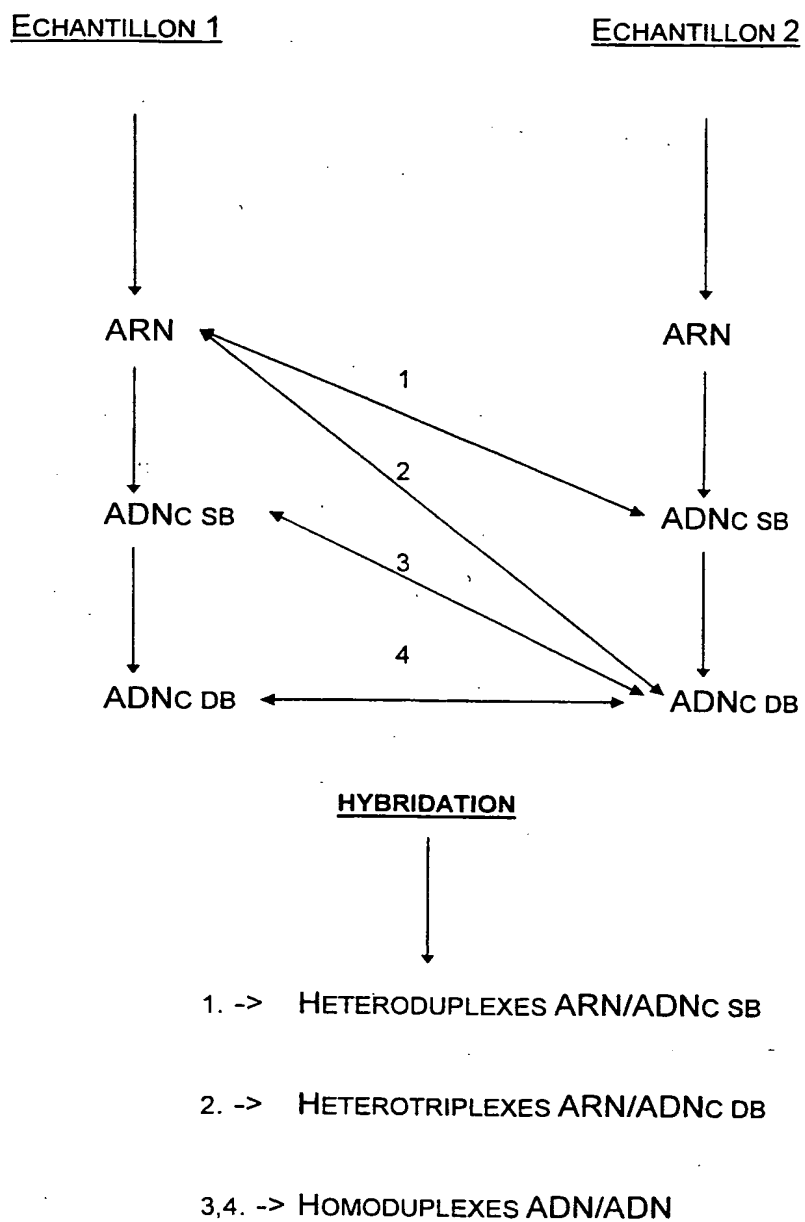 ECHANTILLON 1 ECHANTILLON 2
ARN ARN
1
2
ADNC SB ADNC SB
3
4
ADNC DB ADNC DB
HYBRIDATION
1. -> HETERODUPLEXES ARN/ADNC SB
2. -> HETEROTRIPLEXES ARN/ADNC DB
3,4. -> HOMODUPLEXES ADN/ADN